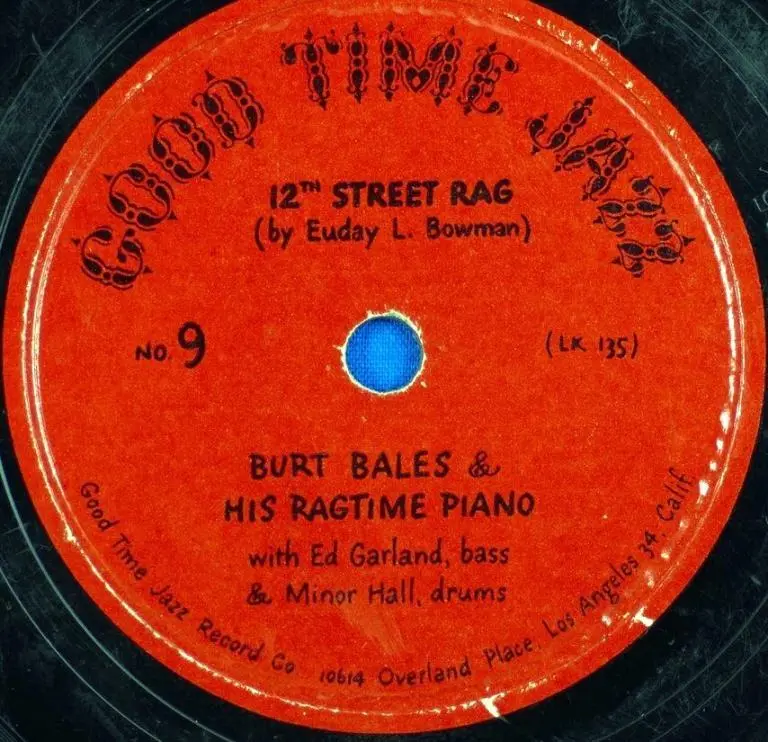 GOOD TIME JAZZ
12TH STREET RAG
(by Euday L. Bowman)
NO. 9
(LK 135)
BURT BALES &
HIS RAGTIME PIANO
with Ed Garland, bass
& Minor Hall, drums
Good Time Jazz Record Co 10614 Overland Place, Los Angeles 34, Calif.